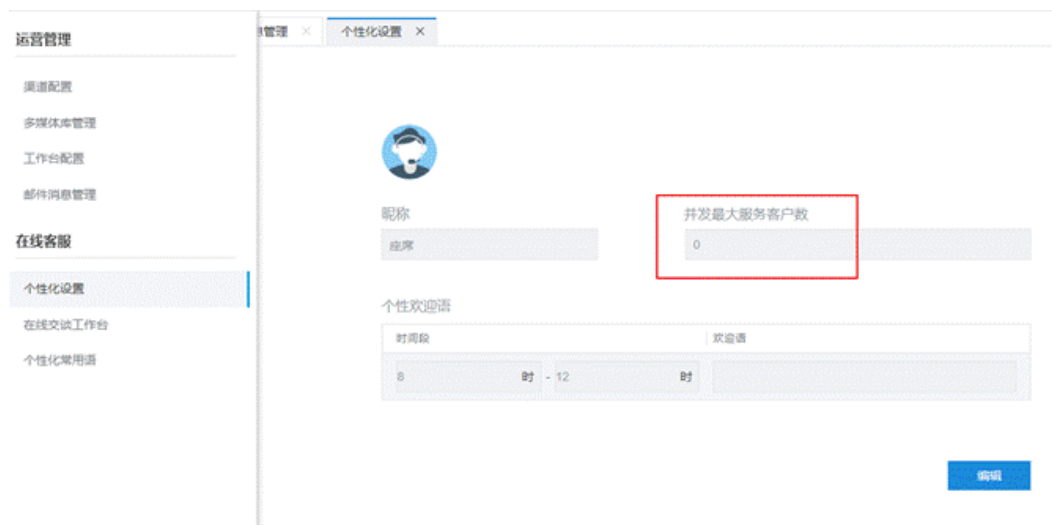 运营管理
渠道配置
多媒体库管理
工作台配置
邮件消息管理
在线客服
个性化设置
在线交谈工作台
个性化常用语
息管理 ×
个性化设置 ×
昵称
座席
并发最大服务客户数
0
个性欢迎语
时间段 欢迎语
8 时 - 12 时
编辑